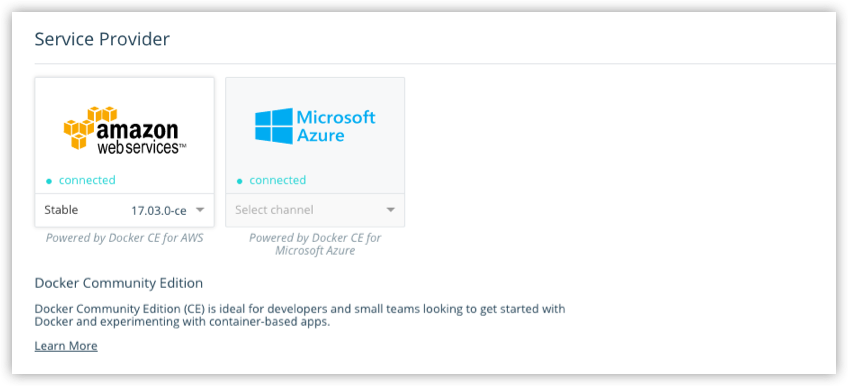 Service Provider
amazon
web services™
Microsoft
Azure
connected
connected
Stable 17.03.0-ce
Select channel
Powered by Docker CE for AWS
Powered by Docker CE for
Microsoft Azure
Docker Community Edition
Docker Community Edition (CE) is ideal for developers and small teams looking to get started with
Docker and experimenting with container-based apps.
Learn More